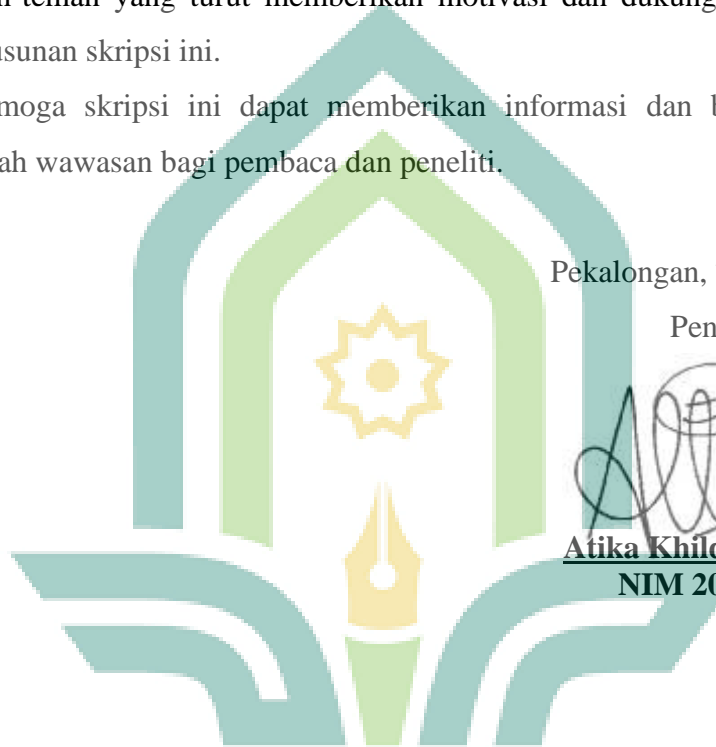 teman yang turut memberikan motivasi dan
usunan skripsi ini.
moga skripsi ini dapat memberikan informasi dan
ah wawasan bagi pembaca dan peneliti.
Pekalongan,
Pen
Atika Khil
NIM 20